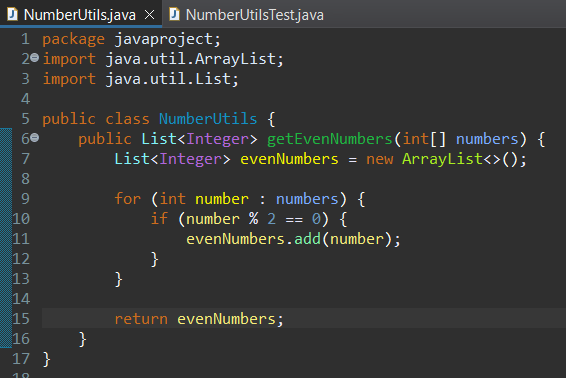 NumberUtils.java NumberUtilsTest.java
1 package javaproject;
2 import java.util.ArrayList;
3 import java.util.List;
4
5 public class NumberUtils {
6     public List<Integer> getEvenNumbers(int[] numbers) {
7         List<Integer> evenNumbers = new ArrayList<>();
8
9         for (int number : numbers) {
10             if (number % 2 == 0) {
11                 evenNumbers.add(number);
12             }
13         }
14
15         return evenNumbers;
16     }
17 }
18